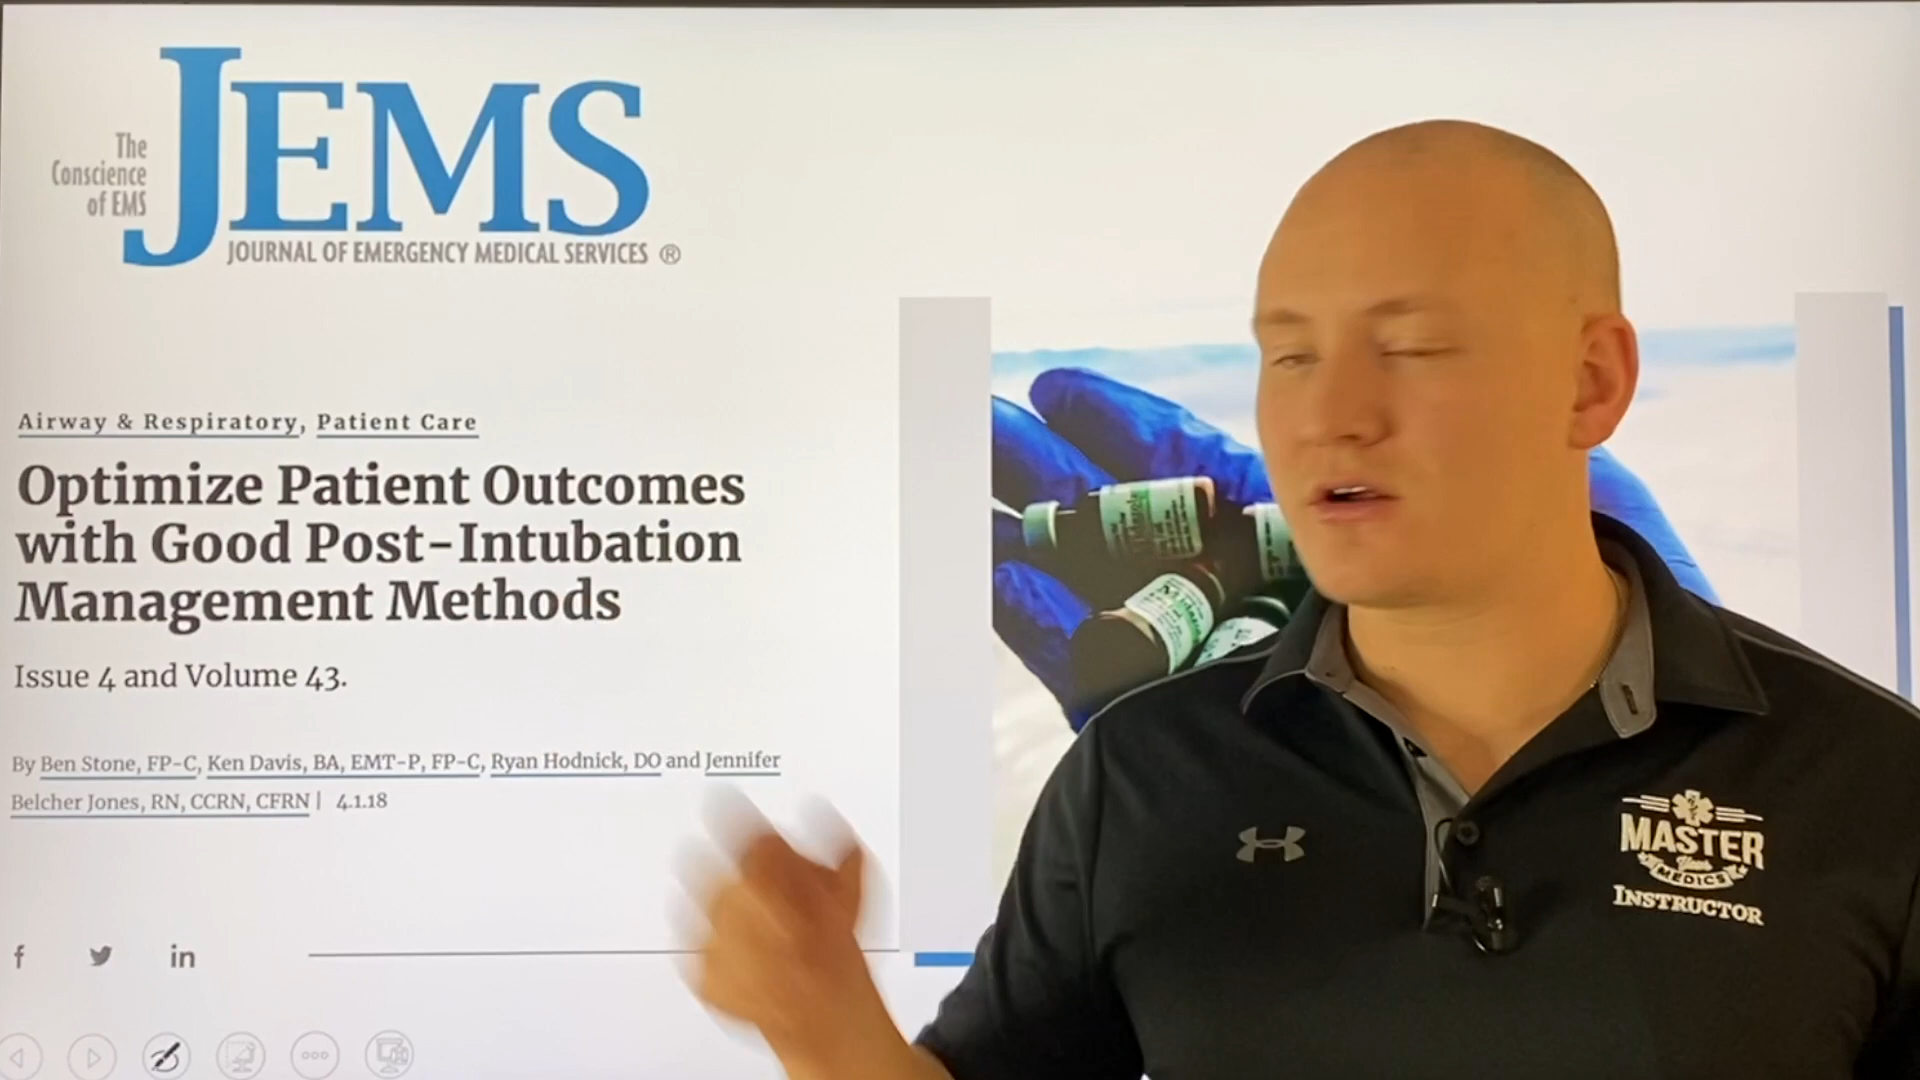 The
Conscience
of EMS
JEMS
JOURNAL OF EMERGENCY MEDICAL SERVICES ®
Airway & Respiratory, Patient Care
Optimize Patient Outcomes
with Good Post-Intubation
Management Methods
Issue 4 and Volume 43.
By Ben Stone, FP-C, Ken Davis, BA, EMT-P, FP-C, Ryan Hodnick, DO and Jennifer
Belcher Jones, RN, CCRN, CFRN | 4.1.18
f
in
MASTER
Your
MEDICS
INSTRUCTOR